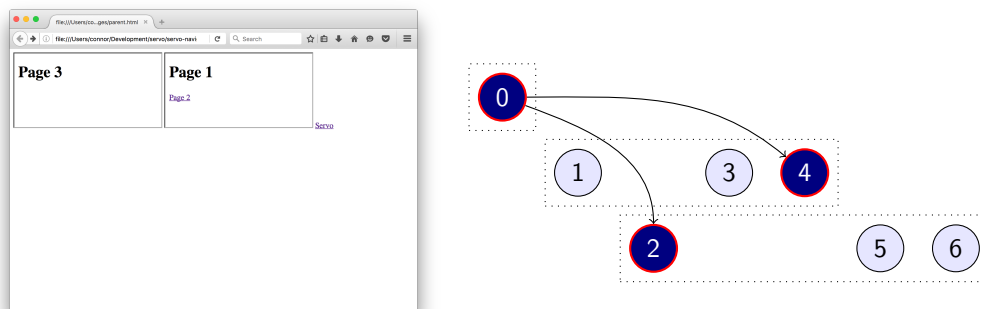 file:///Users/co...ges/parent.html
file:///Users/connor/Development/servo/servo-navi
Search
Page 3
Page 1
Page 2
Servo
0
1
3
4
2
5
6